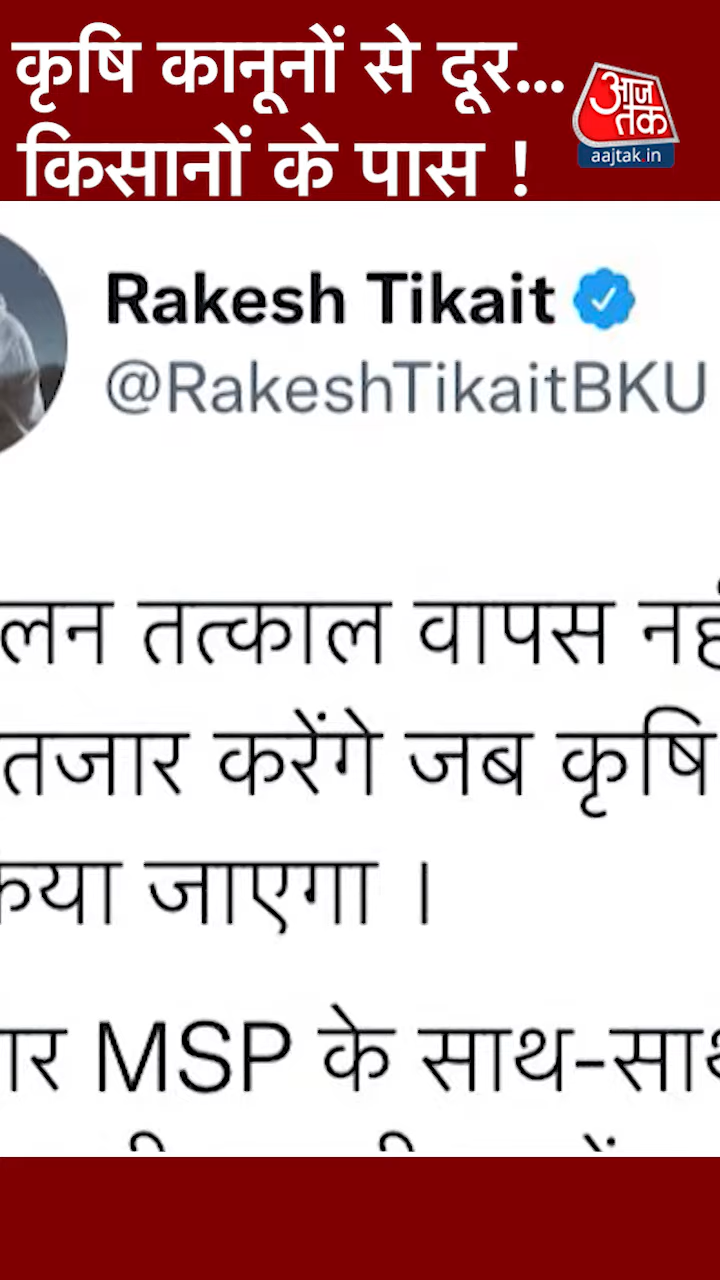 कृषि कानूनों से दूर...
किसानों के पास !
आज तक
aajtak.in
Rakesh Tikait
@RakeshTikaitBKU
तत्काल वापस
करेंगे जब कृषि
जाएगा ।
MSP के